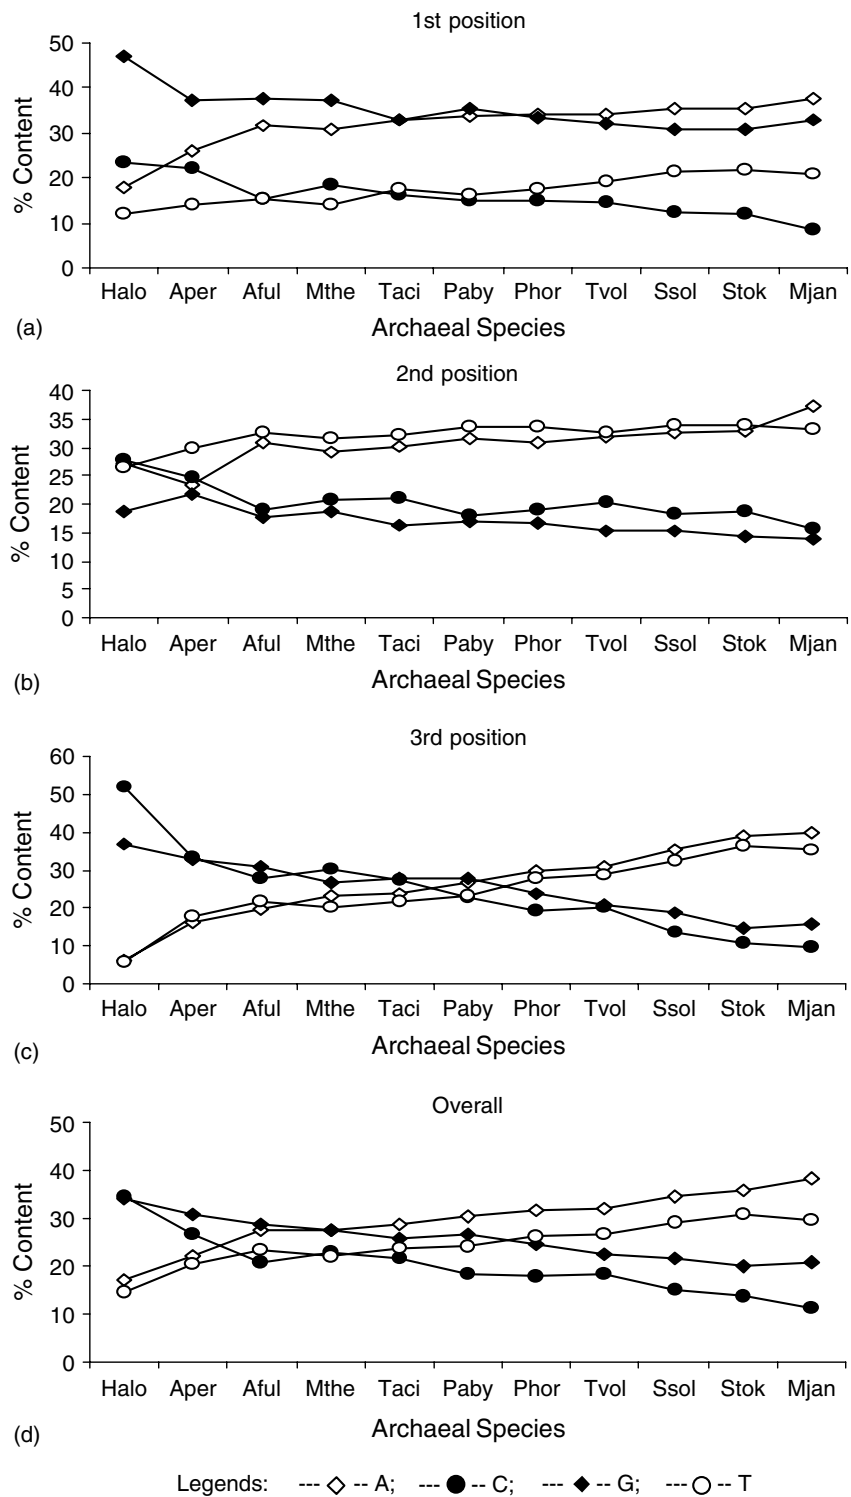 1st position
50
40
30
20
10
0
% Content
Halo Aper Aful Mthe Taci Paby Phor Tvol Ssol Stok Mjan
(a) Archaeal Species
2nd position
40
35
30
25
20
15
10
5
0
% Content
Halo Aper Aful Mthe Taci Paby Phor Tvol Ssol Stok Mjan
(b) Archaeal Species
3rd position
60
50
40
30
20
10
0
% Content
Halo Aper Aful Mthe Taci Paby Phor Tvol Ssol Stok Mjan
(c) Archaeal Species
Overall
50
40
30
20
10
0
% Content
Halo Aper Aful Mthe Taci Paby Phor Tvol Ssol Stok Mjan
(d) Archaeal Species
Legends: --- ◇ -- A; --- ● -- C; --- ◆ -- G; --- ○ -- T